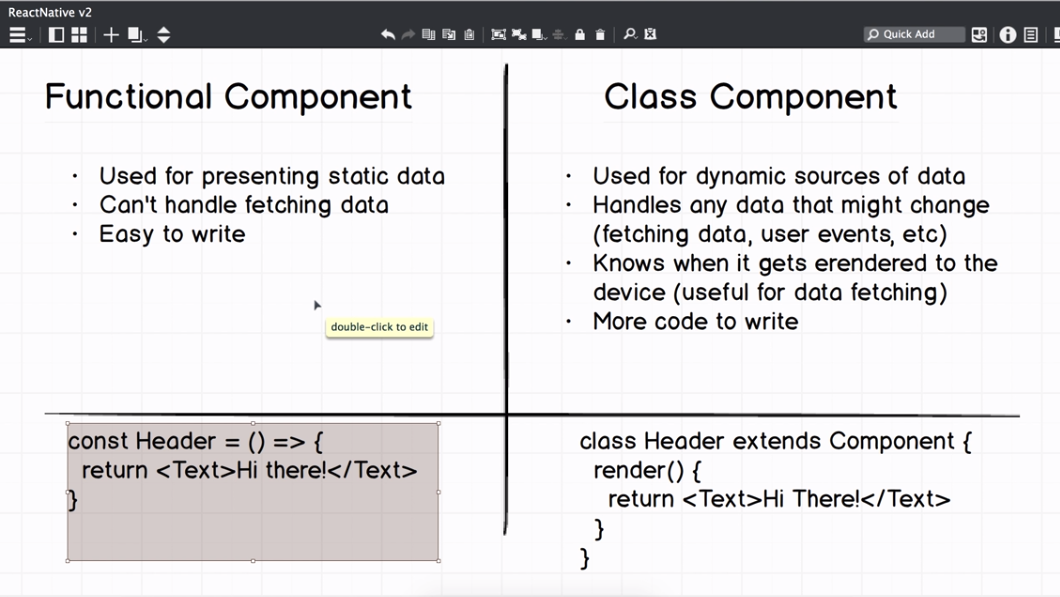 ReactNative v2
Quick Add
Functional Component
· Used for presenting static data
· Can't handle fetching data
· Easy to write
double-click to edit
const Header = () => {
return <Text>Hi there!</Text>
}
Class Component
· Used for dynamic sources of data
· Handles any data that might change
(fetching data, user events, etc)
· Knows when it gets erendered to the
device (useful for data fetching)
· More code to write
class Header extends Component {
render() {
return <Text>Hi There!</Text>
}
}